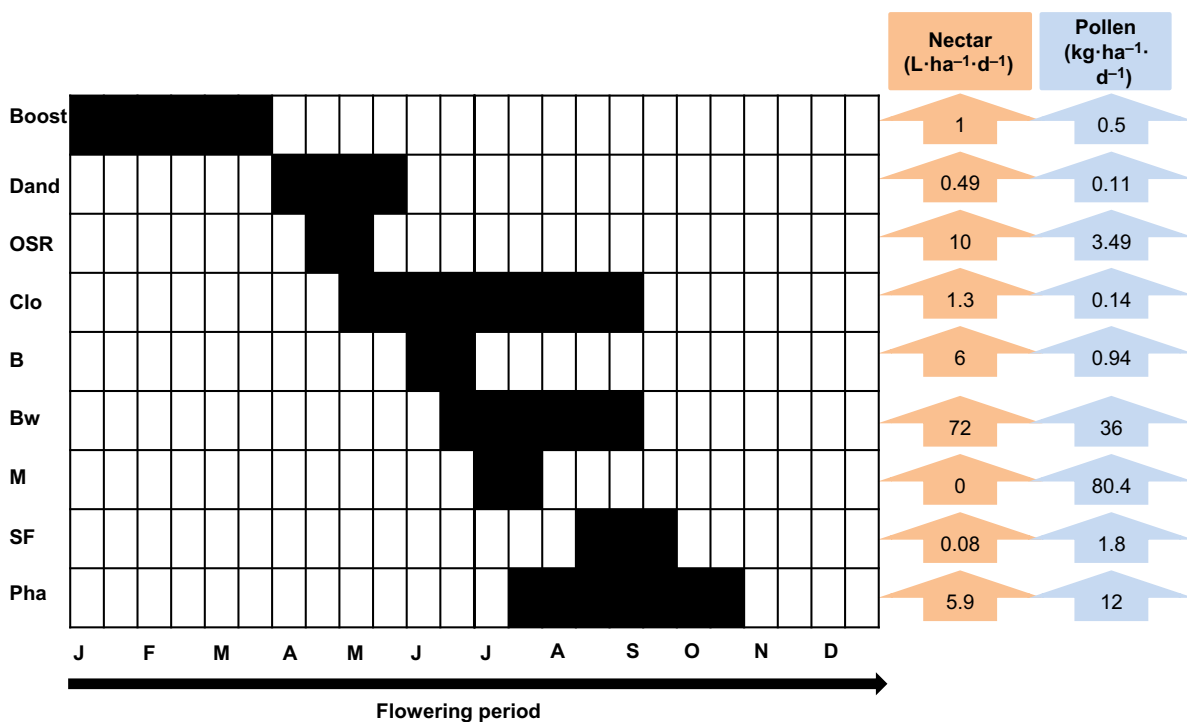 Nectar
(L·ha⁻¹·d⁻¹)
Pollen
(kg·ha⁻¹·
d⁻¹)
Boost 1 0.5
Dand 0.49 0.11
OSR 10 3.49
Clo 1.3 0.14
B 6 0.94
Bw 72 36
M 0 80.4
SF 0.08 1.8
Pha 5.9 12
J F M A M J J A S O N D
Flowering period